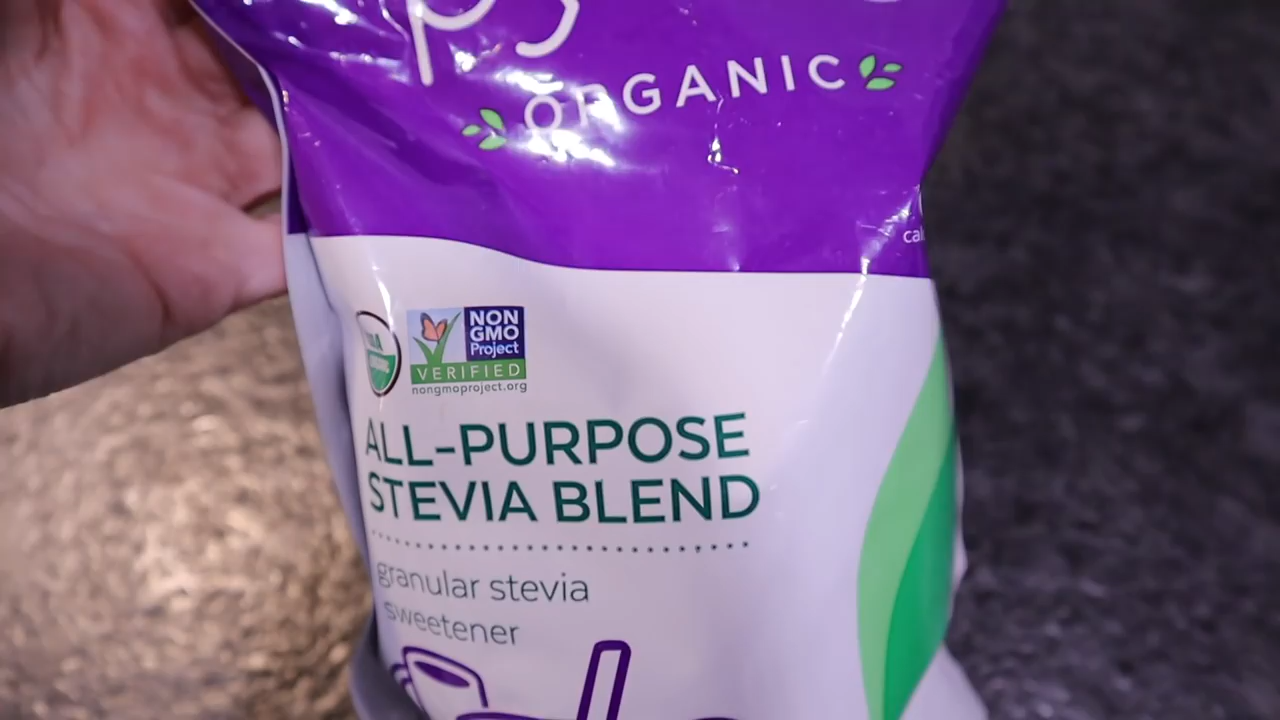 ORGANIC
NON
GMO
Project
VERIFIED
nongmoproject.org
ALL-PURPOSE
STEVIA BLEND
granular stevia
sweetener